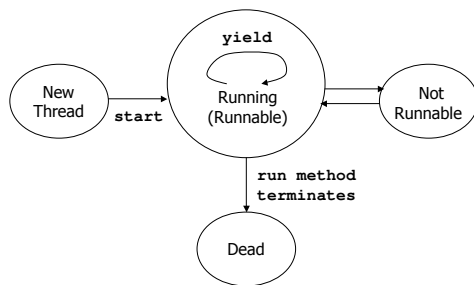 yield
New
Thread
start
Running
(Runnable)
Not
Runnable
run method
terminates
Dead